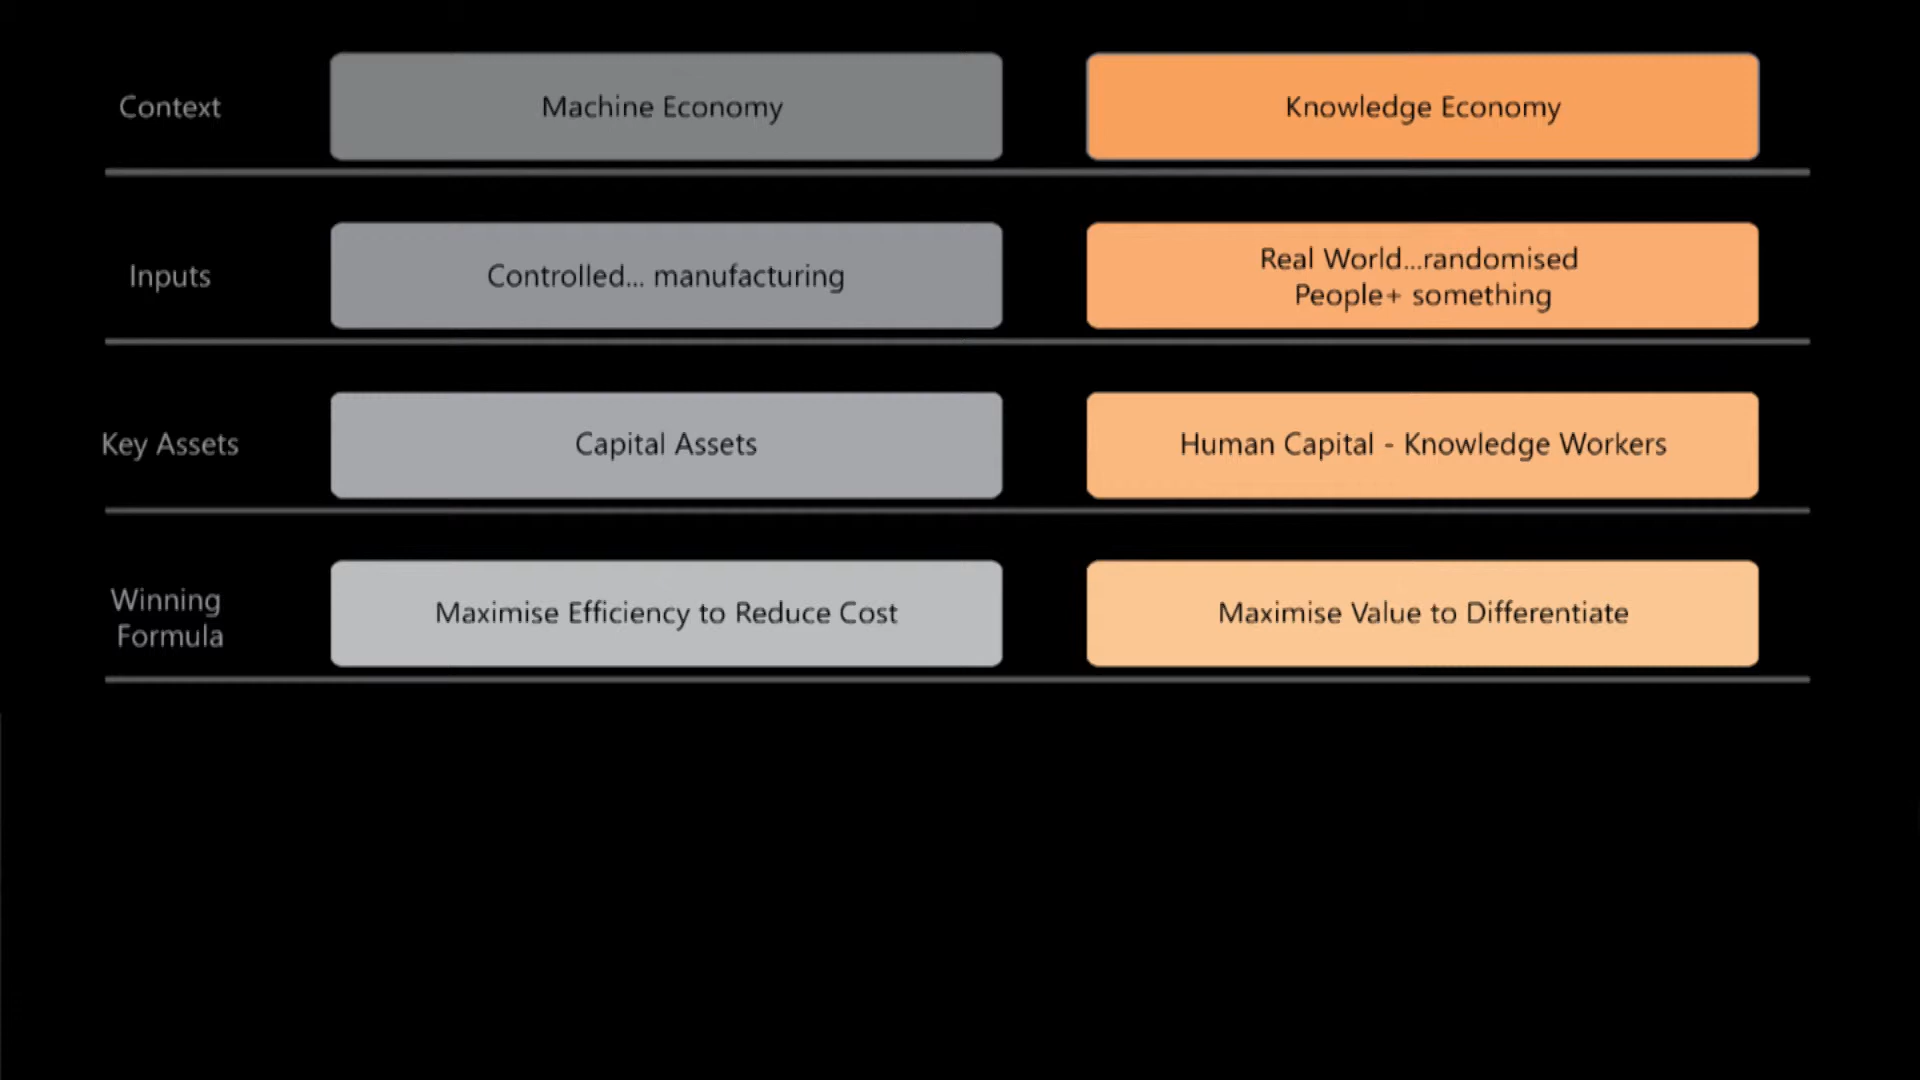 Context
Machine Economy
Knowledge Economy
Inputs
Controlled... manufacturing
Real World...randomised
People+ something
Key Assets
Capital Assets
Human Capital - Knowledge Workers
Winning
Formula
Maximise Efficiency to Reduce Cost
Maximise Value to Differentiate